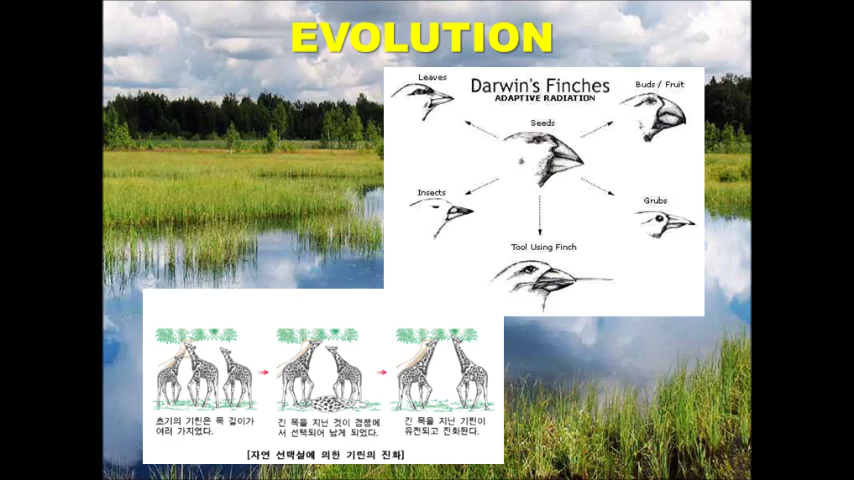 EVOLUTION
Darwin's Finches
ADAPTIVE RADIATION
Leaves
Buds / Fruit
Seeds
Insects
Grubs
Tool Using Finch
초기의 기린은 목 길이가
여러 가지였다.
긴 목을 지닌 것이 경쟁에
서 선택되어 남게 되었다.
긴 목을 지닌 기린이
유전되고 진화된다.
[자연 선택설에 의한 기린의 진화]